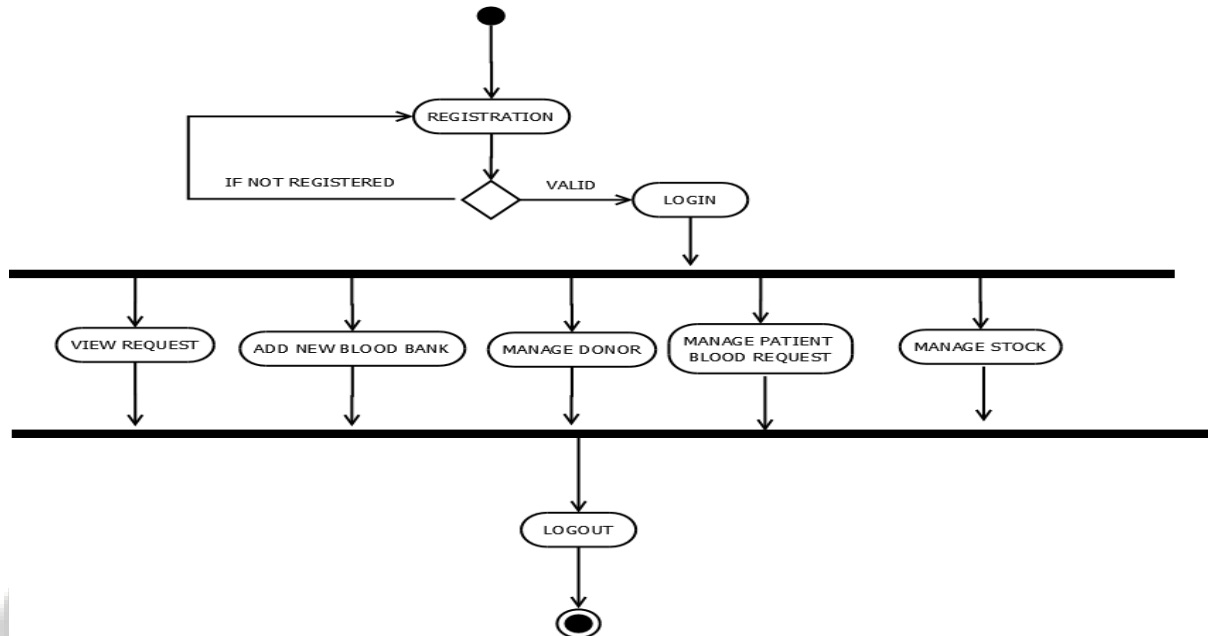 REGISTRATION
IF NOT REGISTERED
VALID
LOGIN
VIEW REQUEST
ADD NEW BLOOD BANK
MANAGE DONOR
MANAGE PATIENT
BLOOD REQUEST
MANAGE STOCK
LOGOUT